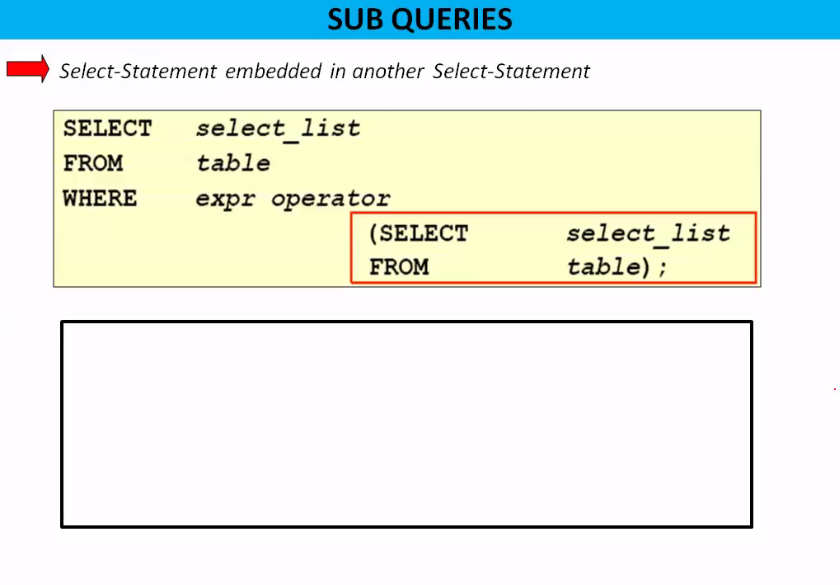 SUB QUERIES
Select-Statement embedded in another Select-Statement
SELECT select_list
FROM table
WHERE expr operator
(SELECT select_list
FROM table);